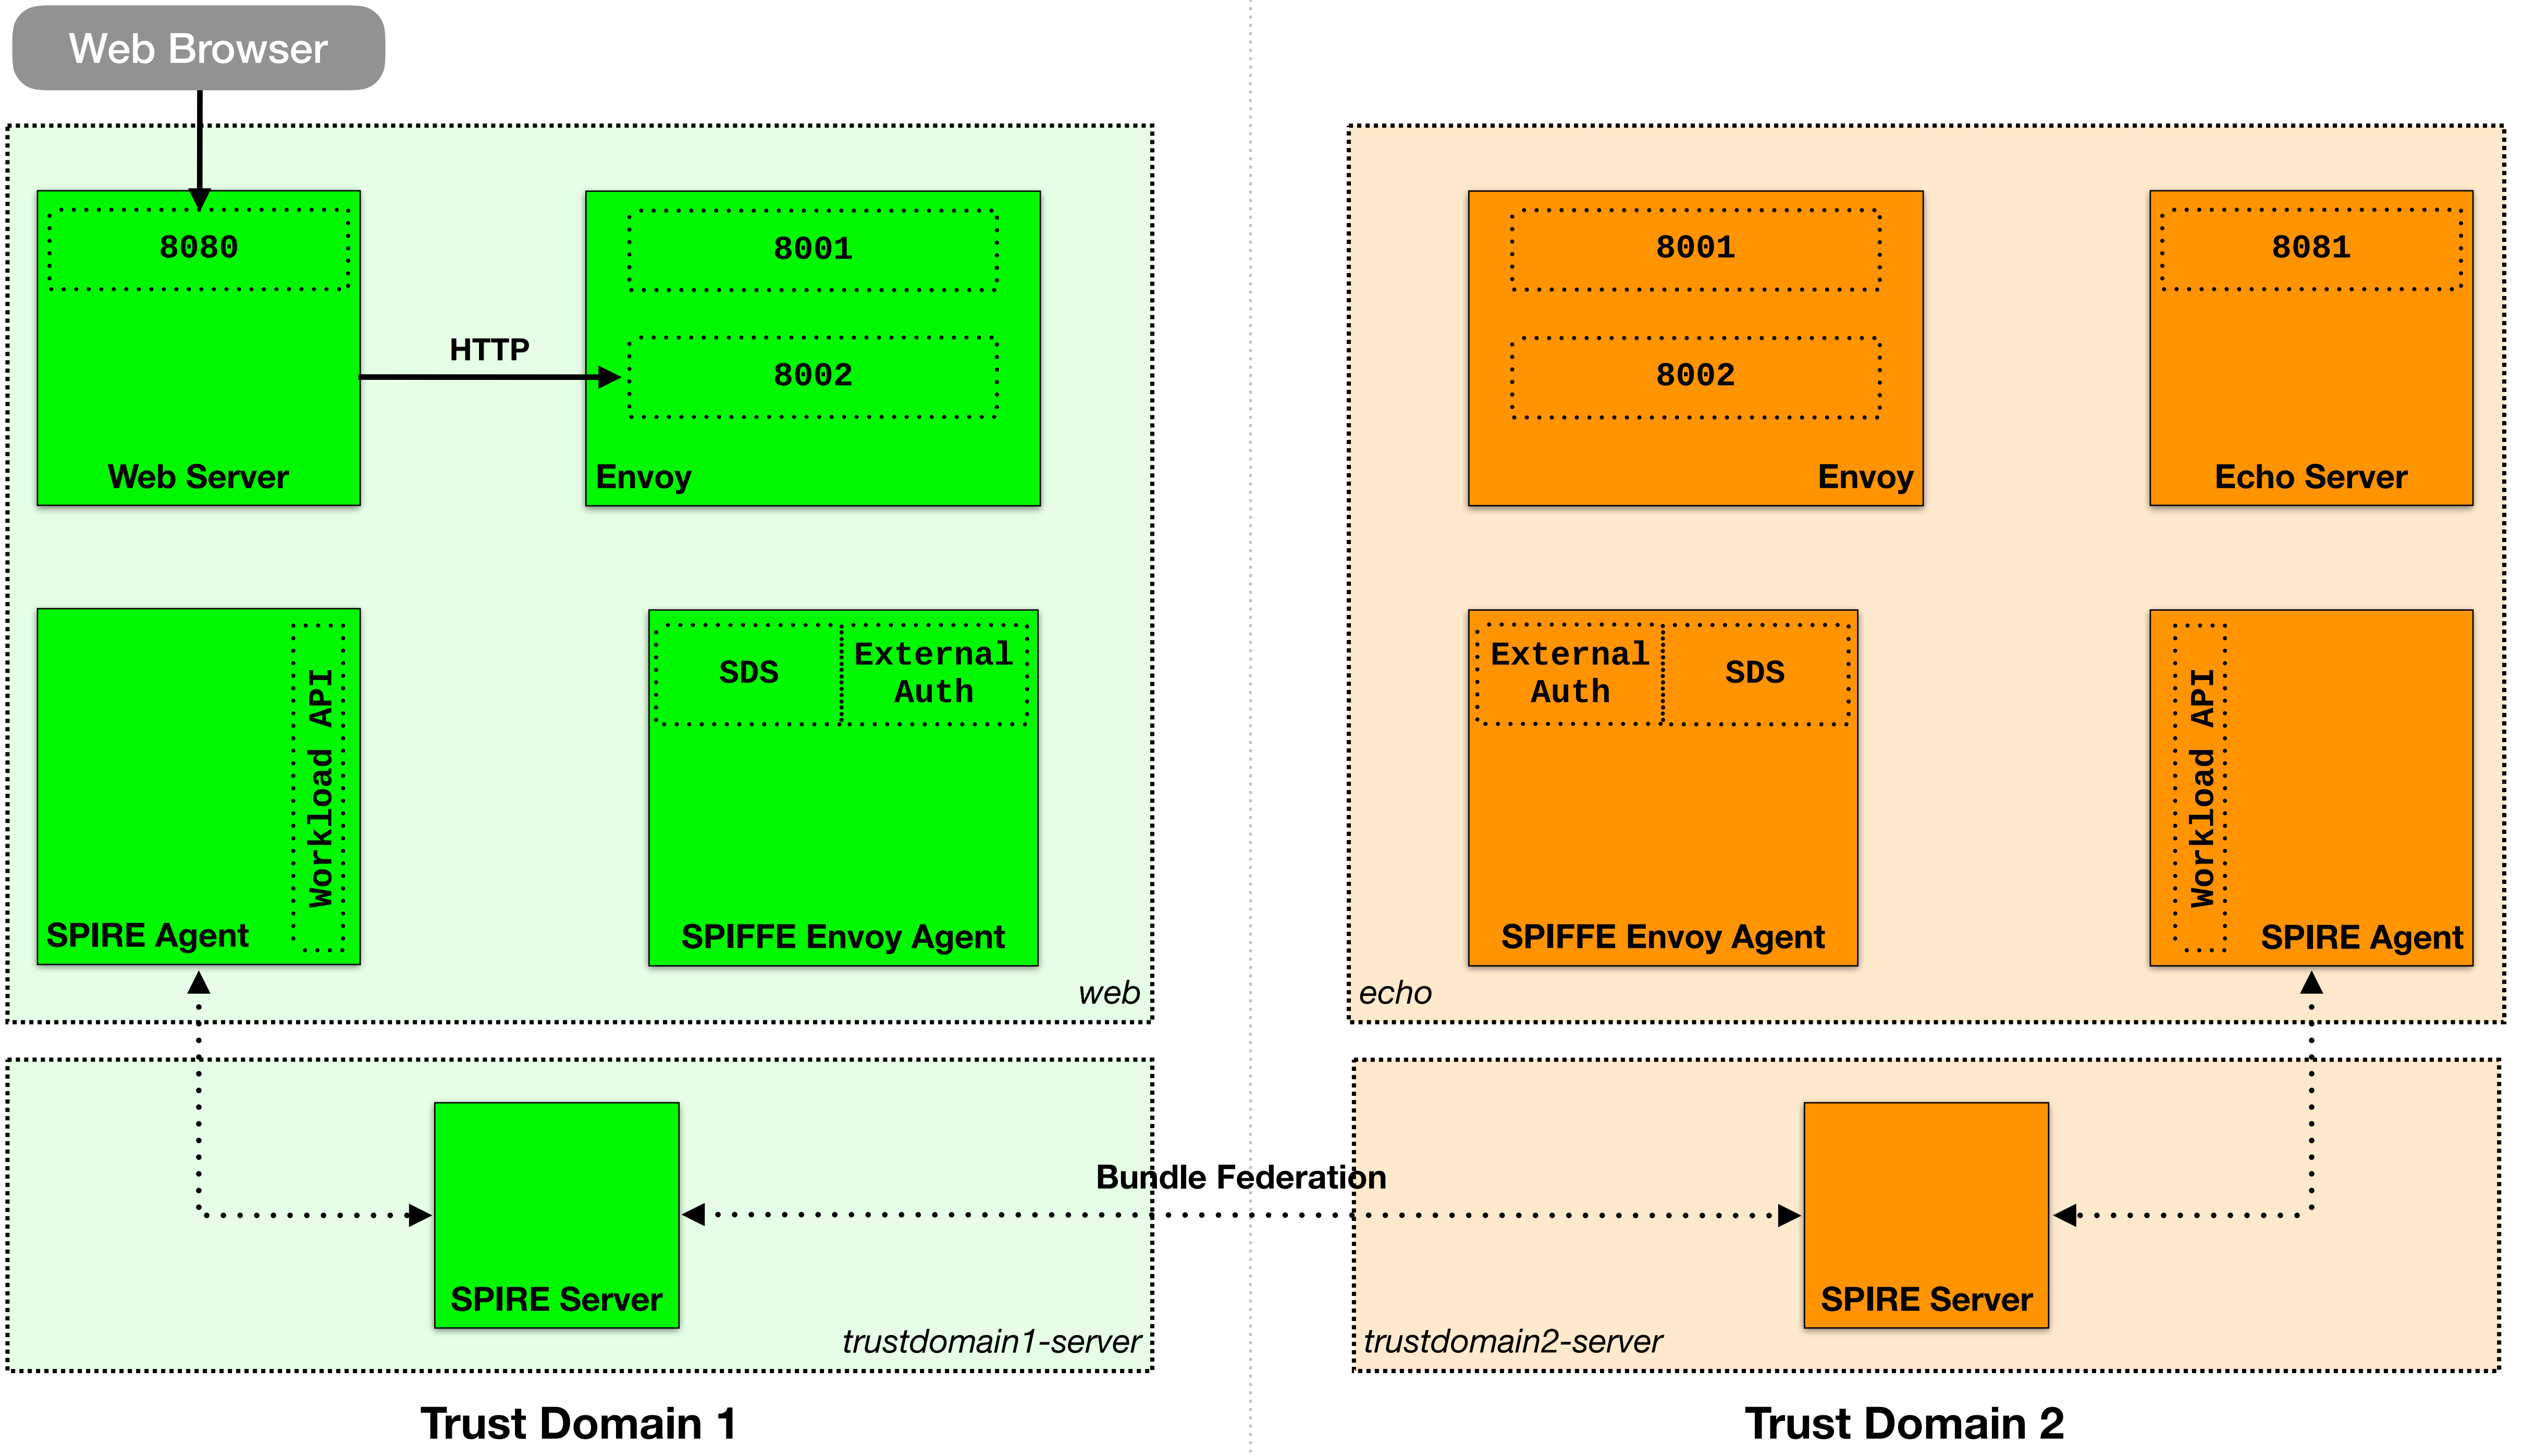 Web Browser
8080
HTTP
Web Server
8001
8002
Envoy
8001
8002
Envoy
8081
Echo Server
Workload API
SPIRE Agent
SDS
External
Auth
SPIFFE Envoy Agent
web
External
Auth
SDS
SPIFFE Envoy Agent
Workload API
SPIRE Agent
echo
SPIRE Server
trustdomain1-server
Bundle Federation
SPIRE Server
trustdomain2-server
Trust Domain 1
Trust Domain 2